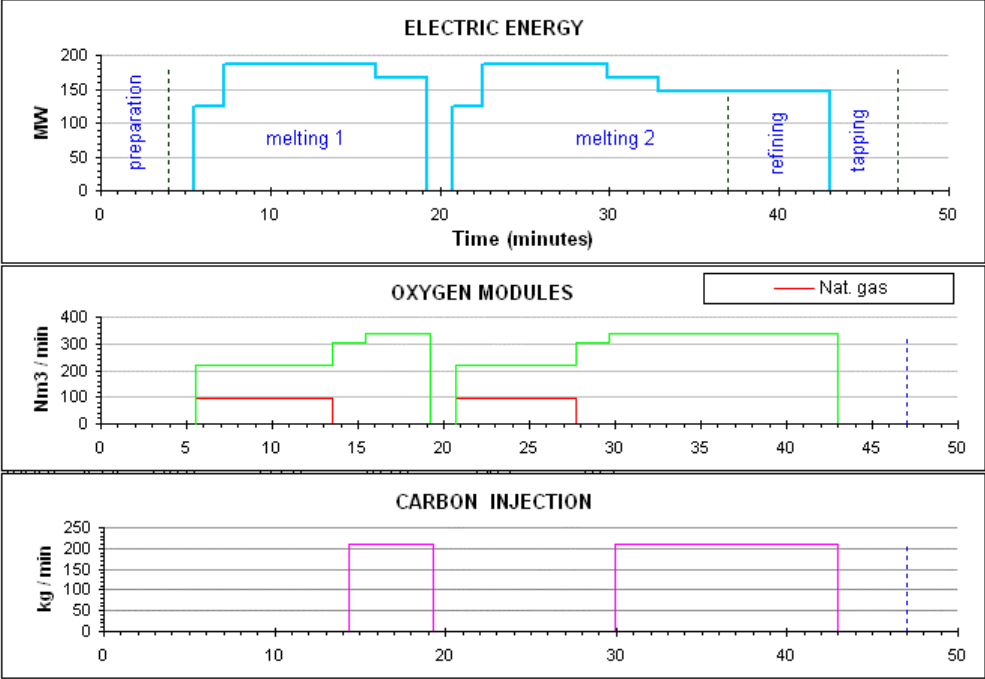 ELECTRIC ENERGY
200
150
100
50
0
MW
preparation
melting 1
melting 2
refining
tapping
0 10 20 30 40 50
Time (minutes)
OXYGEN MODULES
Nat. gas
400
300
200
100
0
Nm3 / min
0 5 10 15 20 25 30 35 40 45 50
CARBON INJECTION
250
200
150
100
50
0
kg / min
0 10 20 30 40 50